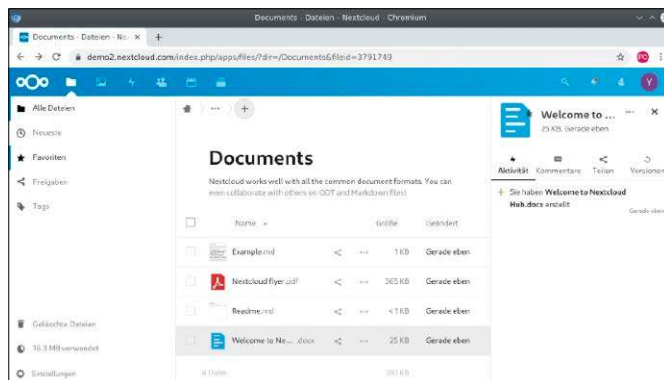 Documents - Dateien - Nextcloud - Chromium
Documents - Dateien - Ne
demo2.nextcloud.com/index.php/apps/files/?dir=/Documents&fileid=3791749
PO
Y
Alle Dateien
Neueste
Favoriten
Freigaben
Tags
Gelöschte Dateien
16.3 MB verwendet
Einstellungen
Documents
Nextcloud works well with all the common document formats. You can
even collaborate with others on ODT and Markdown files!
Name Größe Geändert
Example.md 1 KB Gerade eben
Nextcloud flyer.pdf 365 KB Gerade eben
Readme.md < 1 KB Gerade eben
Welcome to Ne... .docx 25 KB Gerade eben
4 Datei 391 KB
Welcome to ...
25 KB, Gerade eben
Aktivität Kommentare Teilen Versionen
Sie haben Welcome to Nextcloud
Hub.docx erstellt
Gerade eben